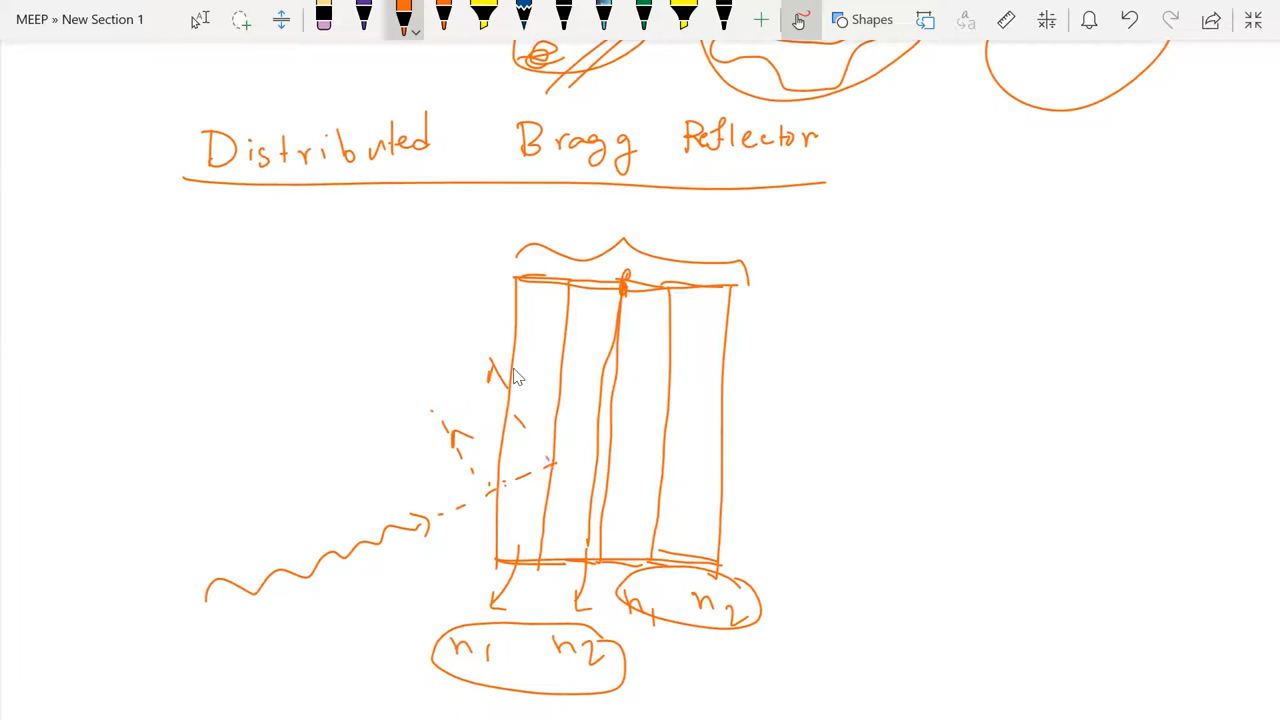 MEEP » New Section 1
Shapes
Distributed Bragg Reflector
n1 n2
n1 n2